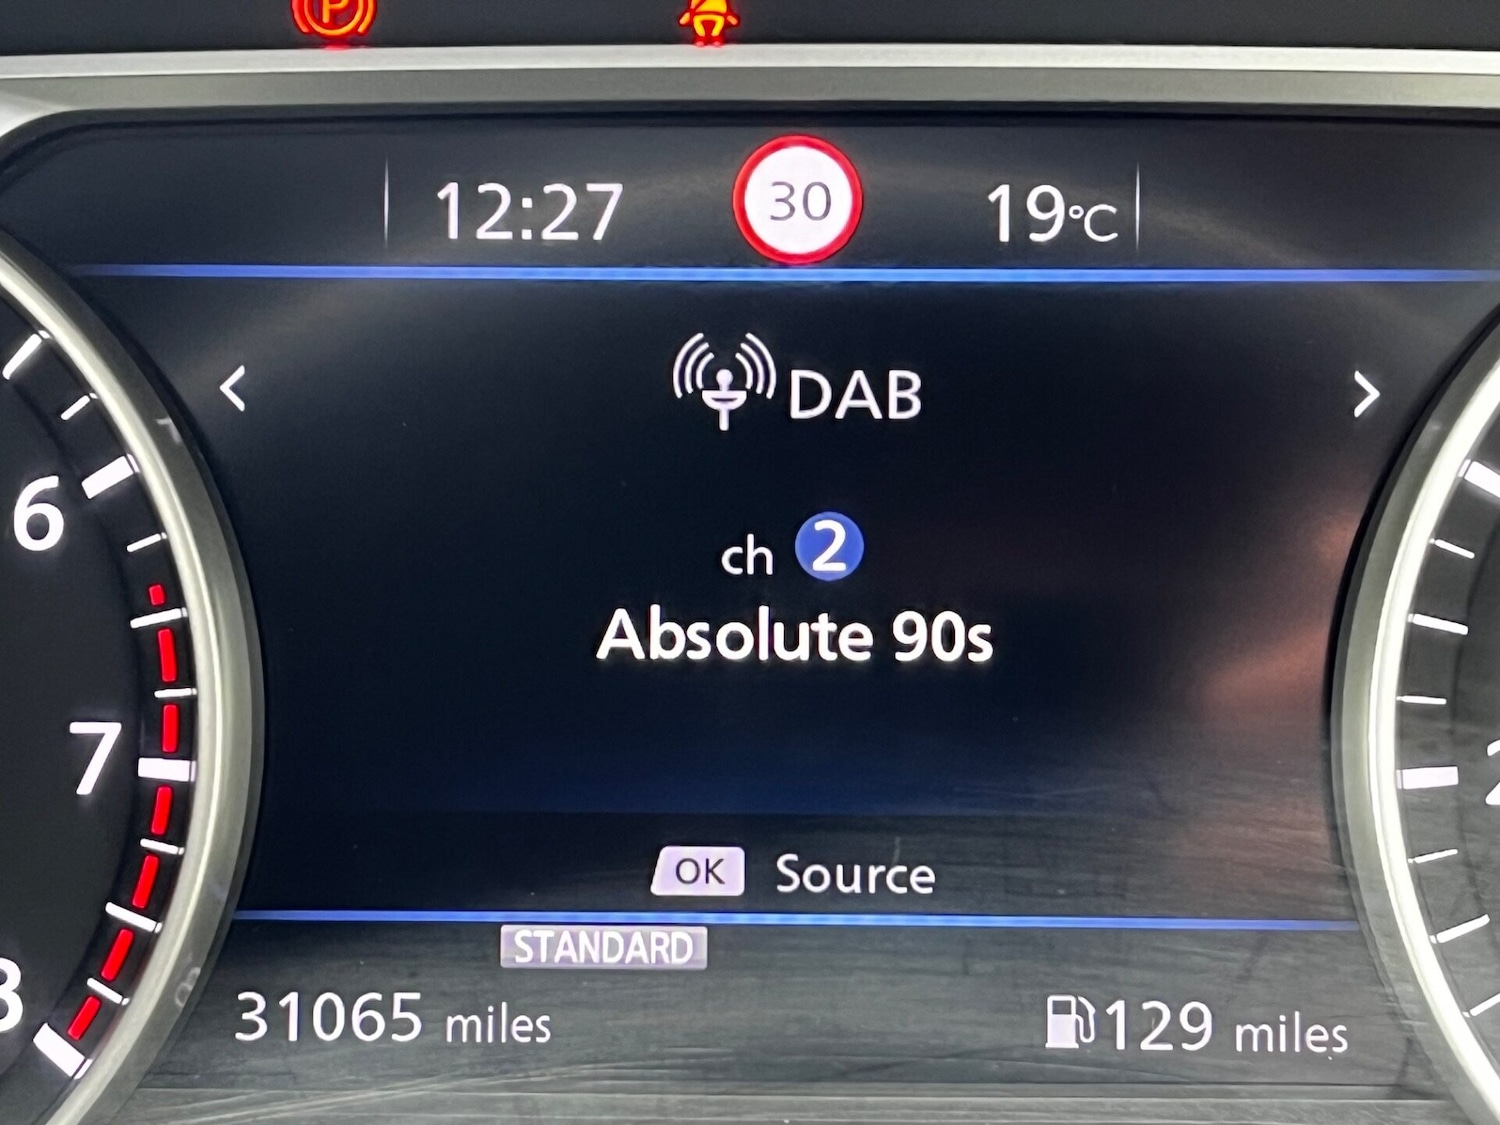 P
12:27 30 19°C
< DAB >
6
ch 2
Absolute 90s
7
OK Source
STANDARD
31065 miles 129 miles